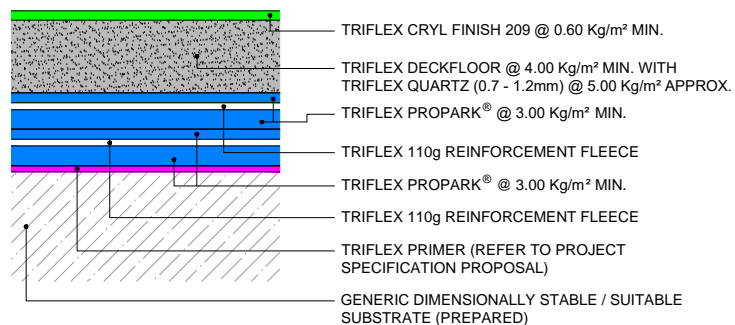 TRIFLEX CRYL FINISH 209 @ 0.60 Kg/m² MIN.
TRIFLEX DECKFLOOR @ 4.00 Kg/m² MIN. WITH
TRIFLEX QUARTZ (0.7 - 1.2mm) @ 5.00 Kg/m² APPROX.
TRIFLEX PROPARK® @ 3.00 Kg/m² MIN.
TRIFLEX 110g REINFORCEMENT FLEECE
TRIFLEX PROPARK® @ 3.00 Kg/m² MIN.
TRIFLEX 110g REINFORCEMENT FLEECE
TRIFLEX PRIMER (REFER TO PROJECT
SPECIFICATION PROPOSAL)
GENERIC DIMENSIONALLY STABLE / SUITABLE
SUBSTRATE (PREPARED)